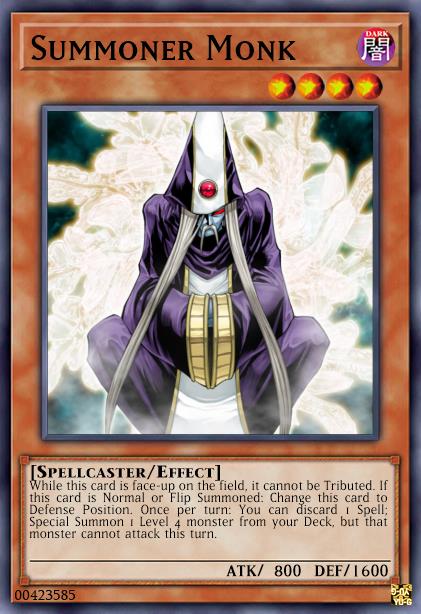 Summoner Monk
DARK
闇
[Spellcaster/Effect]
While this card is face-up on the field, it cannot be Tributed. If
this card is Normal or Flip Summoned: Change this card to
Defense Position. Once per turn: You can discard 1 Spell;
Special Summon 1 Level 4 monster from your Deck, but that
monster cannot attack this turn.
ATK/ 800 DEF/1600
00423585